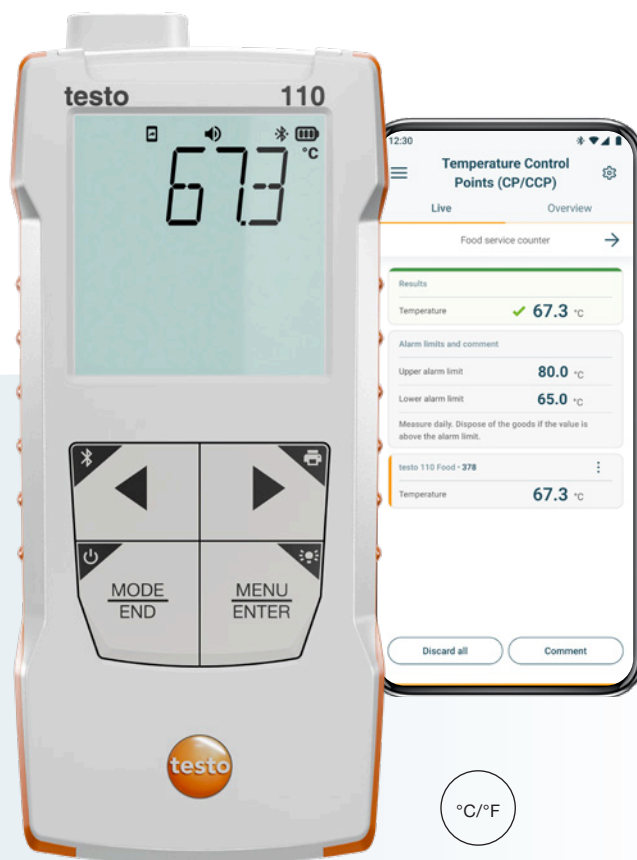 testo 110
°C
67.3
MODE
END
MENU
ENTER
testo
12:30
Temperature Control
Points (CP/CCP)
Live Overview
Food service counter
Results
Temperature 67.3 °C
Alarm limits and comment
Upper alarm limit 80.0 °C
Lower alarm limit 65.0 °C
Measure daily. Dispose of the goods if the value is
above the alarm limit.
testo 110 Food - 378
Temperature 67.3 °C
Discard all Comment
°C/°F